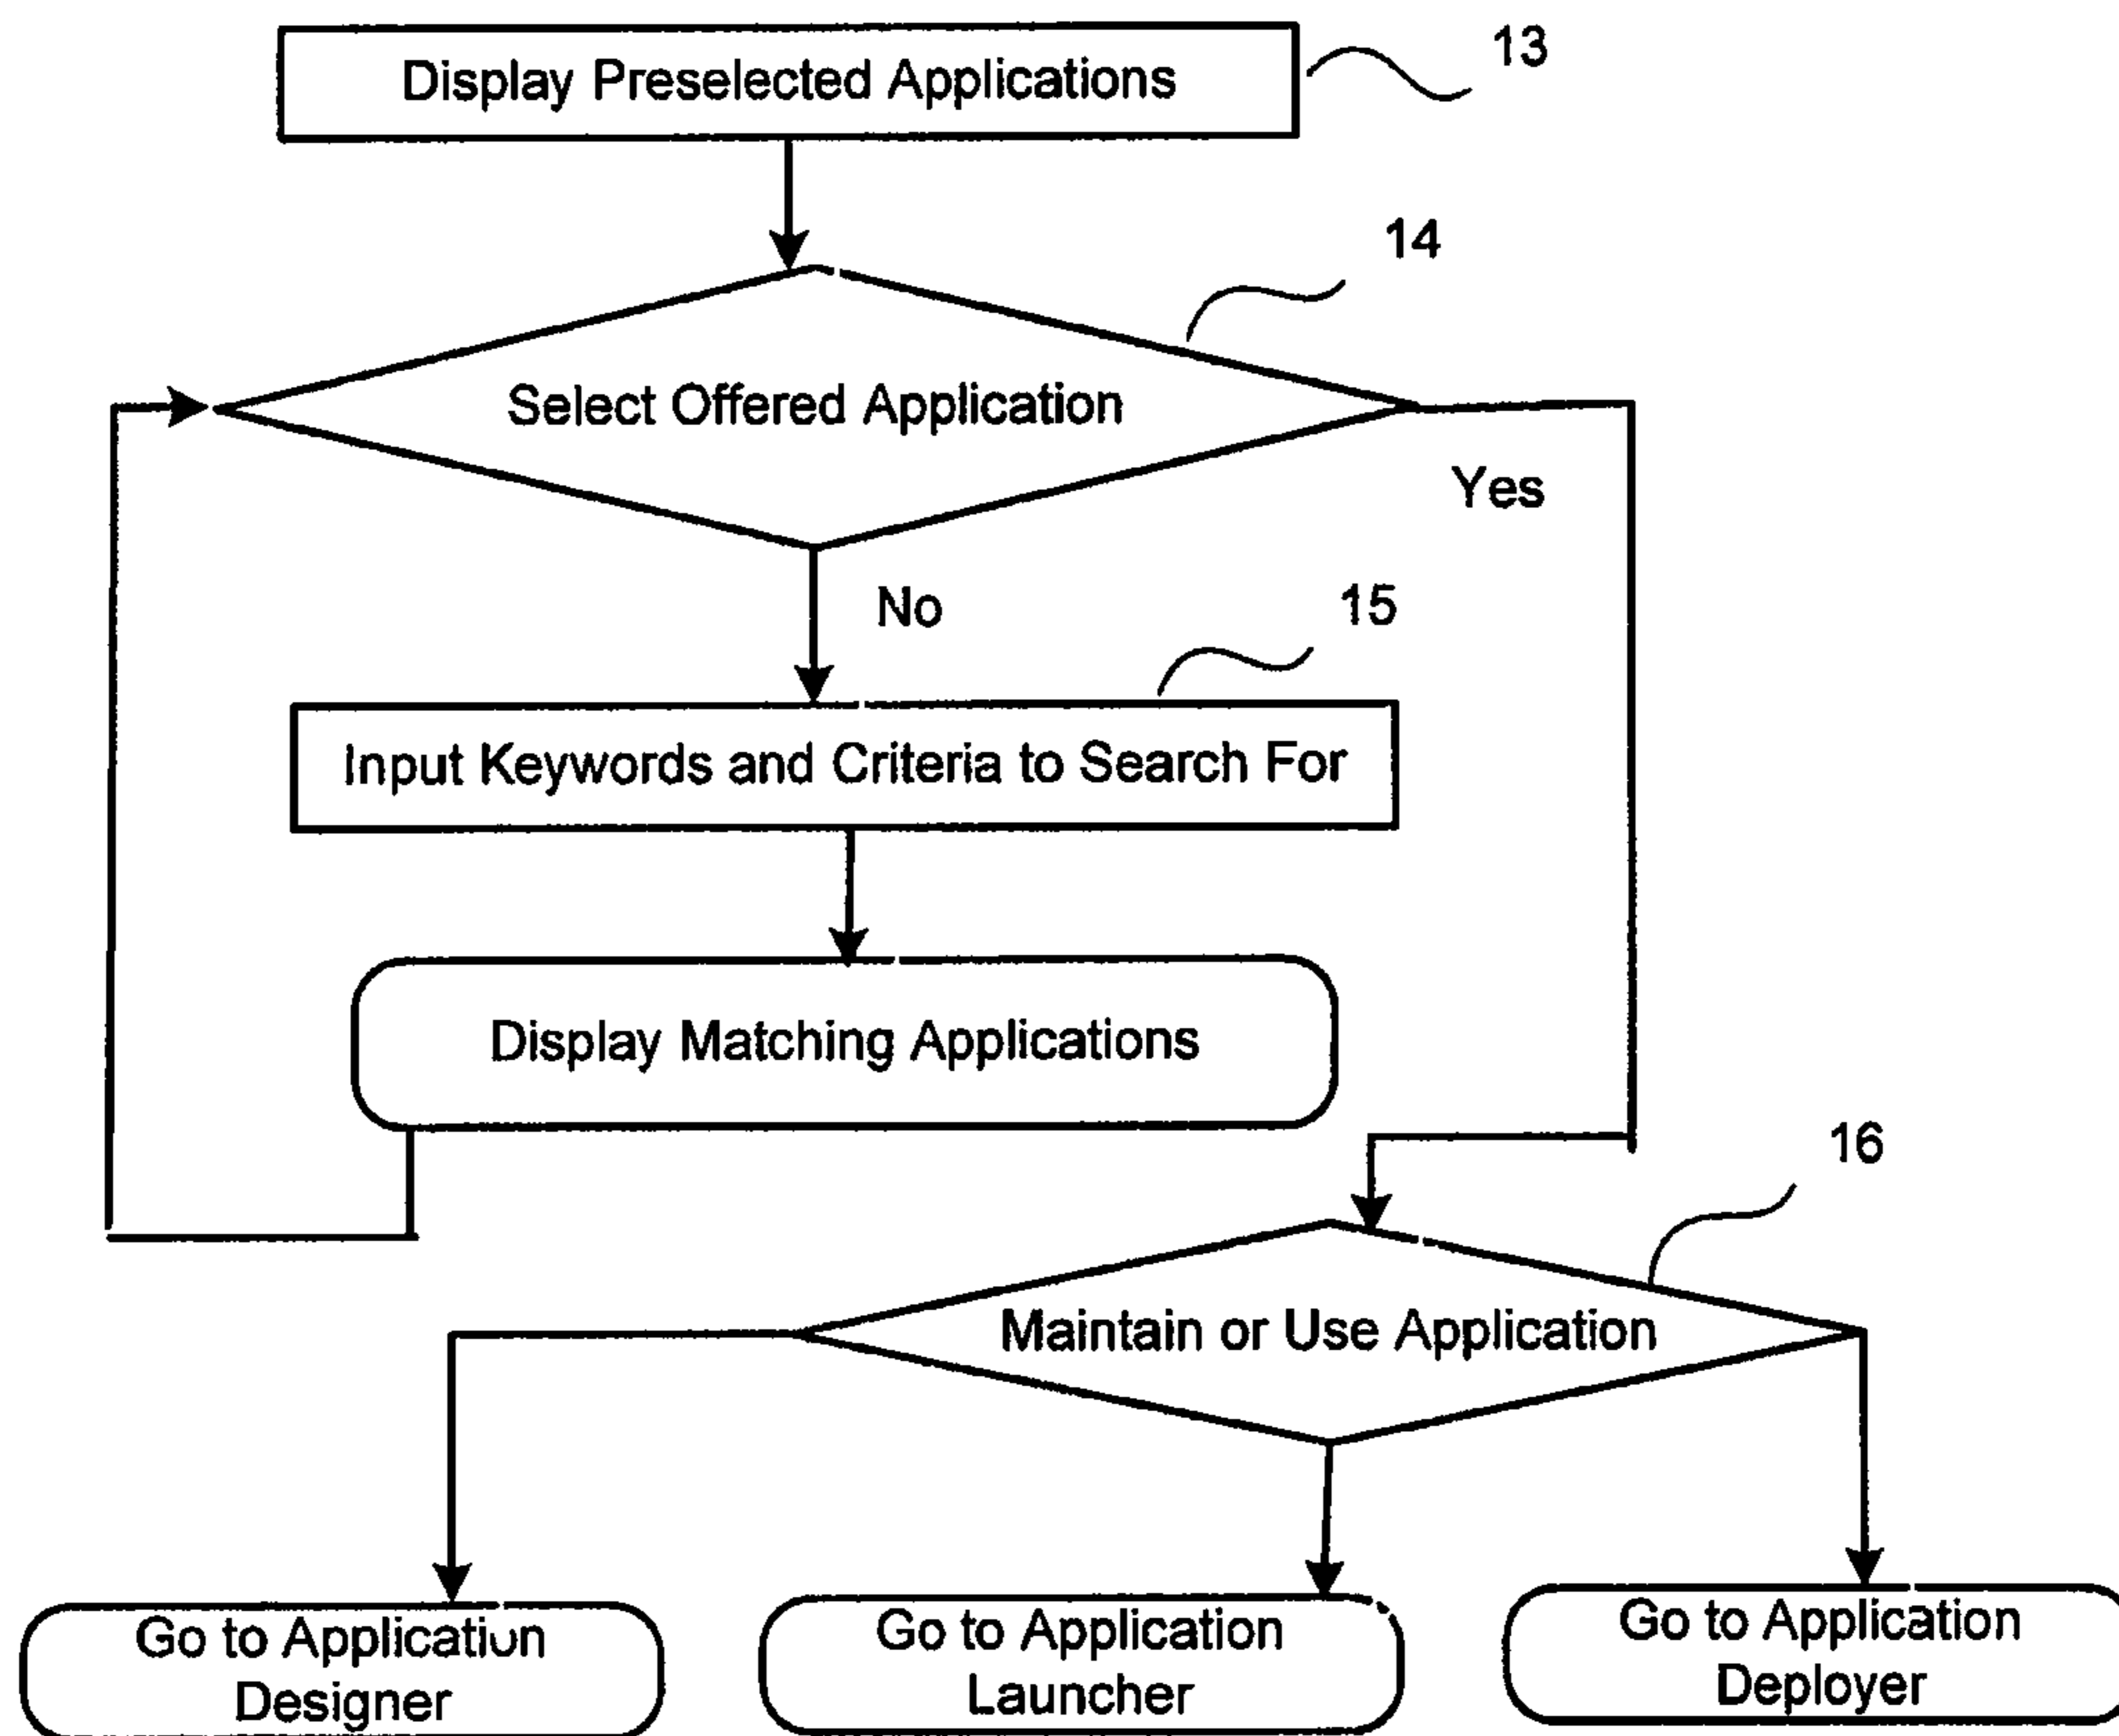 Display Preselected Applications
13
14
Select Offered Application
Yes
No
15
Input Keywords and Criteria to Search For
Display Matching Applications
16
Maintain or Use Application
Go to Application
Designer
Go to Application
Launcher
Go to Application
Deployer